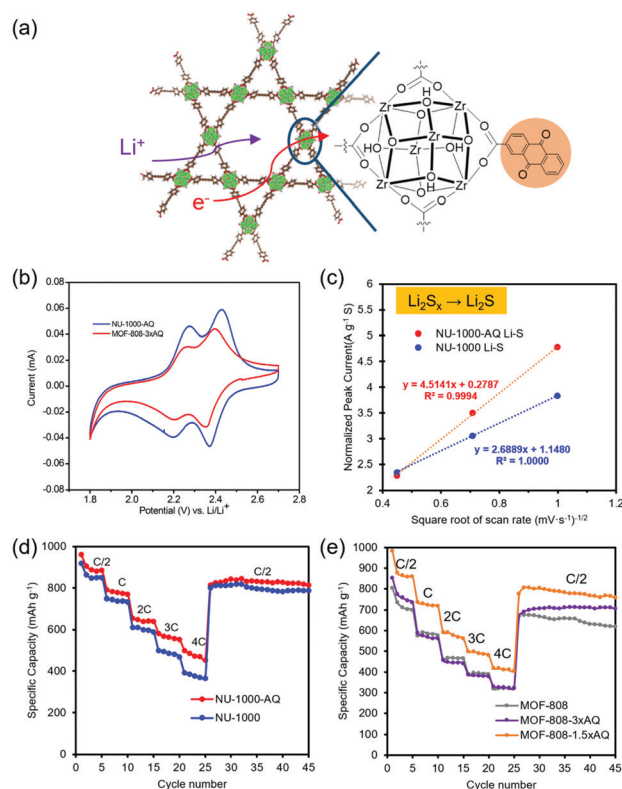 (a)
Li⁺
e⁻
O
O
H
O
Zr
O
Zr
O
O
O
Zr
O
HO
Zr
OH
O
O
O
Zr
O
H
Zr
O
O
O
O
(b)
0.08
0.06
0.04
0.02
0.00
-0.02
-0.04
-0.06
-0.08
Current (mA)
NU-1000-AQ
MOF-808-3xAQ
1.8
2.0
2.2
2.4
2.6
2.8
Potential (V) vs. Li/Li⁺
(c)
Li₂Sₓ → Li₂S
6
5.5
5
4.5
4
3.5
3
2.5
2
Normalized Peak Current(A g⁻¹ S)
NU-1000-AQ Li-S
NU-1000 Li-S
y = 4.5141x + 0.2787
R² = 0.9994
y = 2.6889x + 1.1480
R² = 1.0000
0.4
0.6
0.8
1
1.2
Square root of scan rate (mV·s⁻¹)⁻¹ᐟ²
(d)
1000
800
600
400
200
0
Specific Capacity (mAh g⁻¹)
C/2
C
2C
3C
4C
C/2
NU-1000-AQ
NU-1000
0
5
10
15
20
25
30
35
40
45
Cycle number
(e)
1000
900
800
700
600
500
400
300
200
100
0
Specific Capacity (mAh g⁻¹)
C/2
C
2C
3C
4C
C/2
MOF-808
MOF-808-3xAQ
MOF-808-1.5xAQ
0
5
10
15
20
25
30
35
40
45
Cycle number